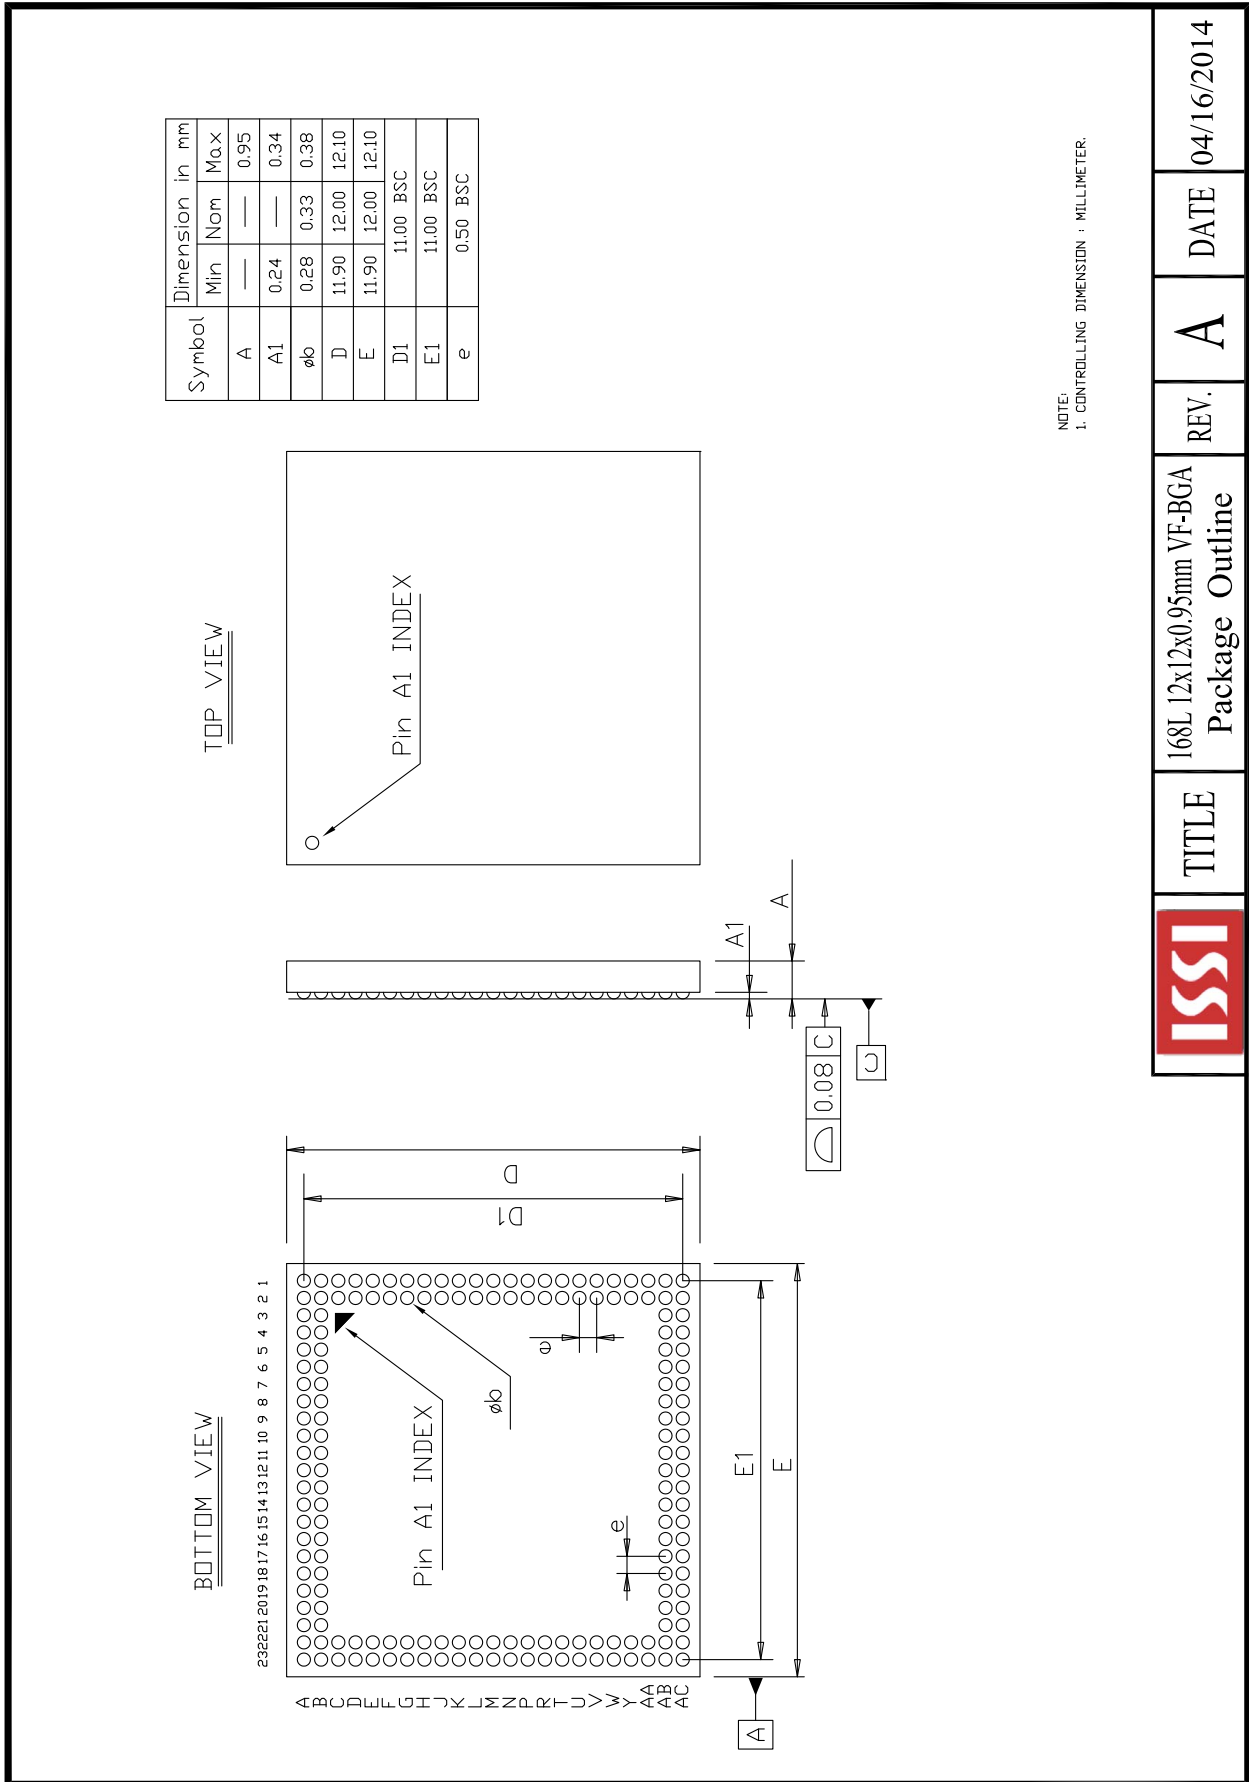 BOTTOM VIEW
23 22 21 20 19 18 17 16 15 14 13 12 11 10 9 8 7 6 5 4 3 2 1
A
B
C
D
E
F
G
H
J
K
L
M
N
P
R
T
U
V
W
Y
AA
AB
AC
Pin A1 INDEX
øb
e
e
E1
E
A
D1
D
TOP VIEW
Pin A1 INDEX
A1
A
0.08 C
C
Symbol Dimension in mm
Min Nom Max
A — — 0.95
A1 0.24 — 0.34
øb 0.28 0.33 0.38
D 11.90 12.00 12.10
E 11.90 12.00 12.10
D1 11.00 BSC
E1 11.00 BSC
e 0.50 BSC
NOTE:
1. CONTROLLING DIMENSION : MILLIMETER.
ISSI
TITLE
168L 12x12x0.95mm VF-BGA
Package Outline
REV.
A
DATE
04/16/2014